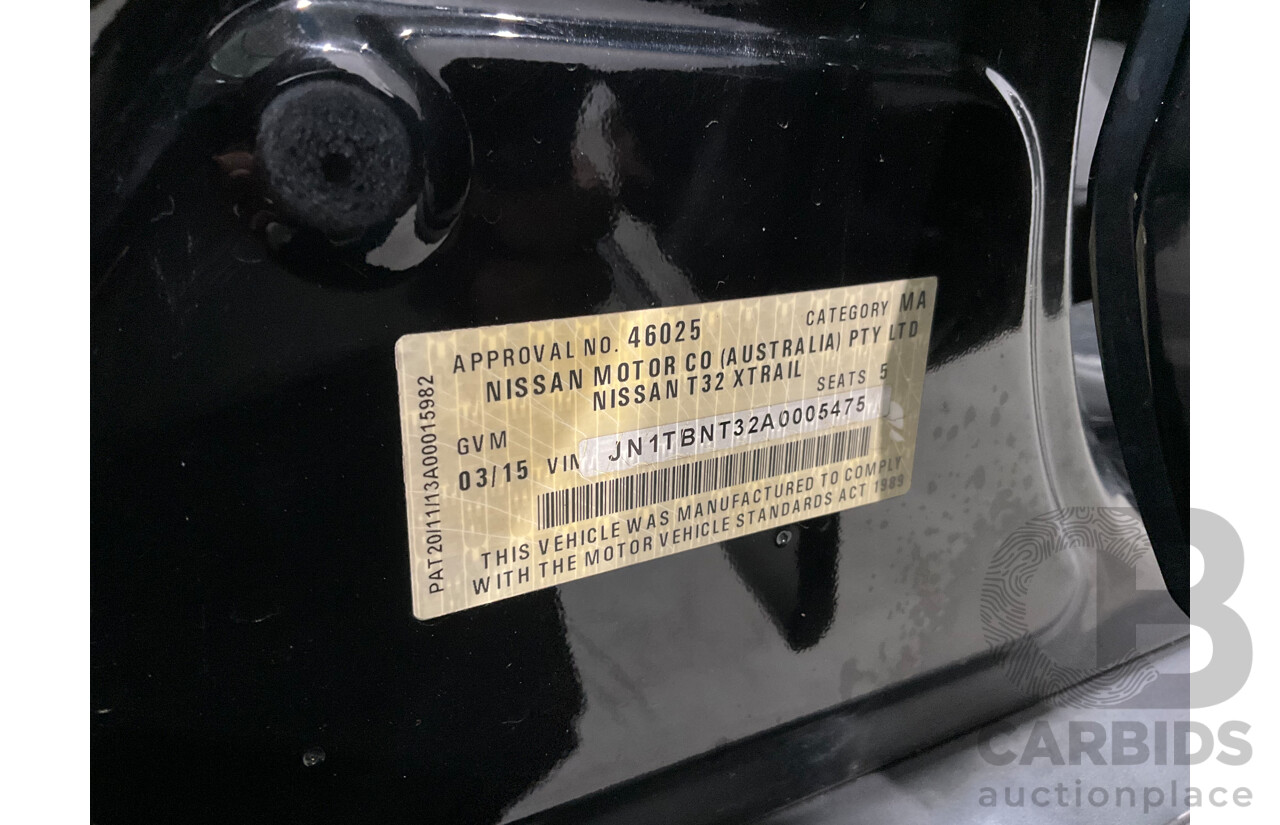 APPROVAL NO. 46025 CATEGORY MA
NISSAN MOTOR CO (AUSTRALIA) PTY LTD
NISSAN T32 XTRAIL SEATS 5
GVM
03/15 VIN JN1TBNT32A0005475
THIS VEHICLE WAS MANUFACTURED TO COMPLY
WITH THE MOTOR VEHICLE STANDARDS ACT 1989
PAT20/11/13A00015982
CB
CARBIDS
auctionplace